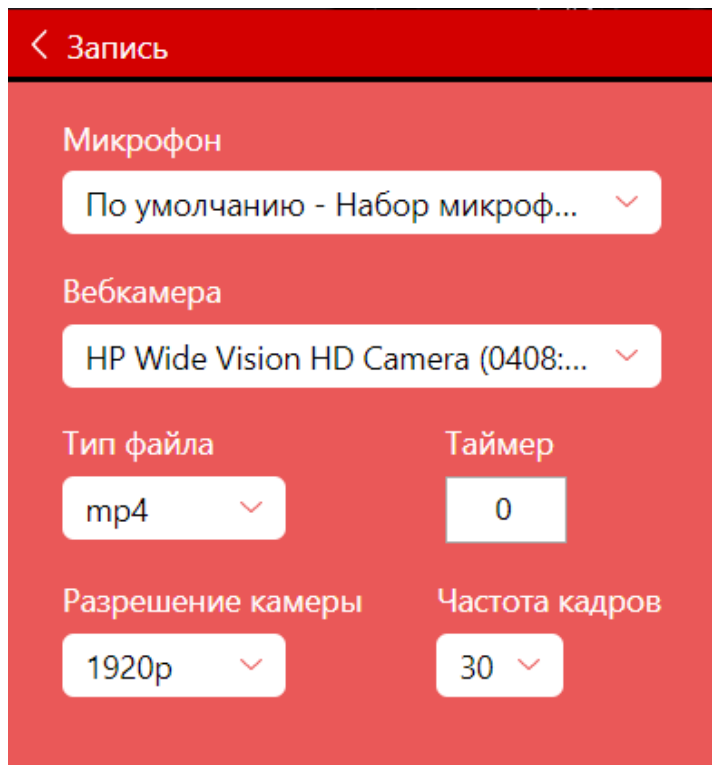 Запись
Микрофон
По умолчанию - Набор микроф...
Вебкамера
HP Wide Vision HD Camera (0408:...
Тип файла
Таймер
mp4
0
Разрешение камеры
Частота кадров
1920p
30